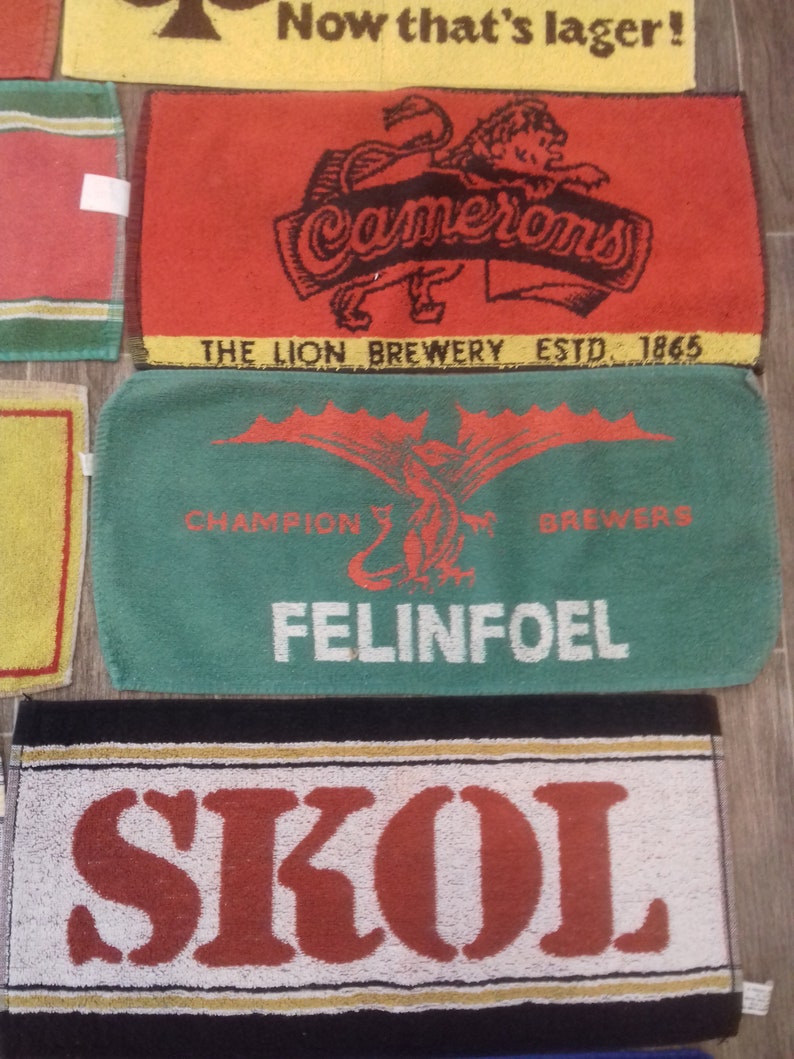 Now that's lager!
Camerons
THE LION BREWERY ESTD. 1865
CHAMPION BREWERS
FELINFOEL
SKOL